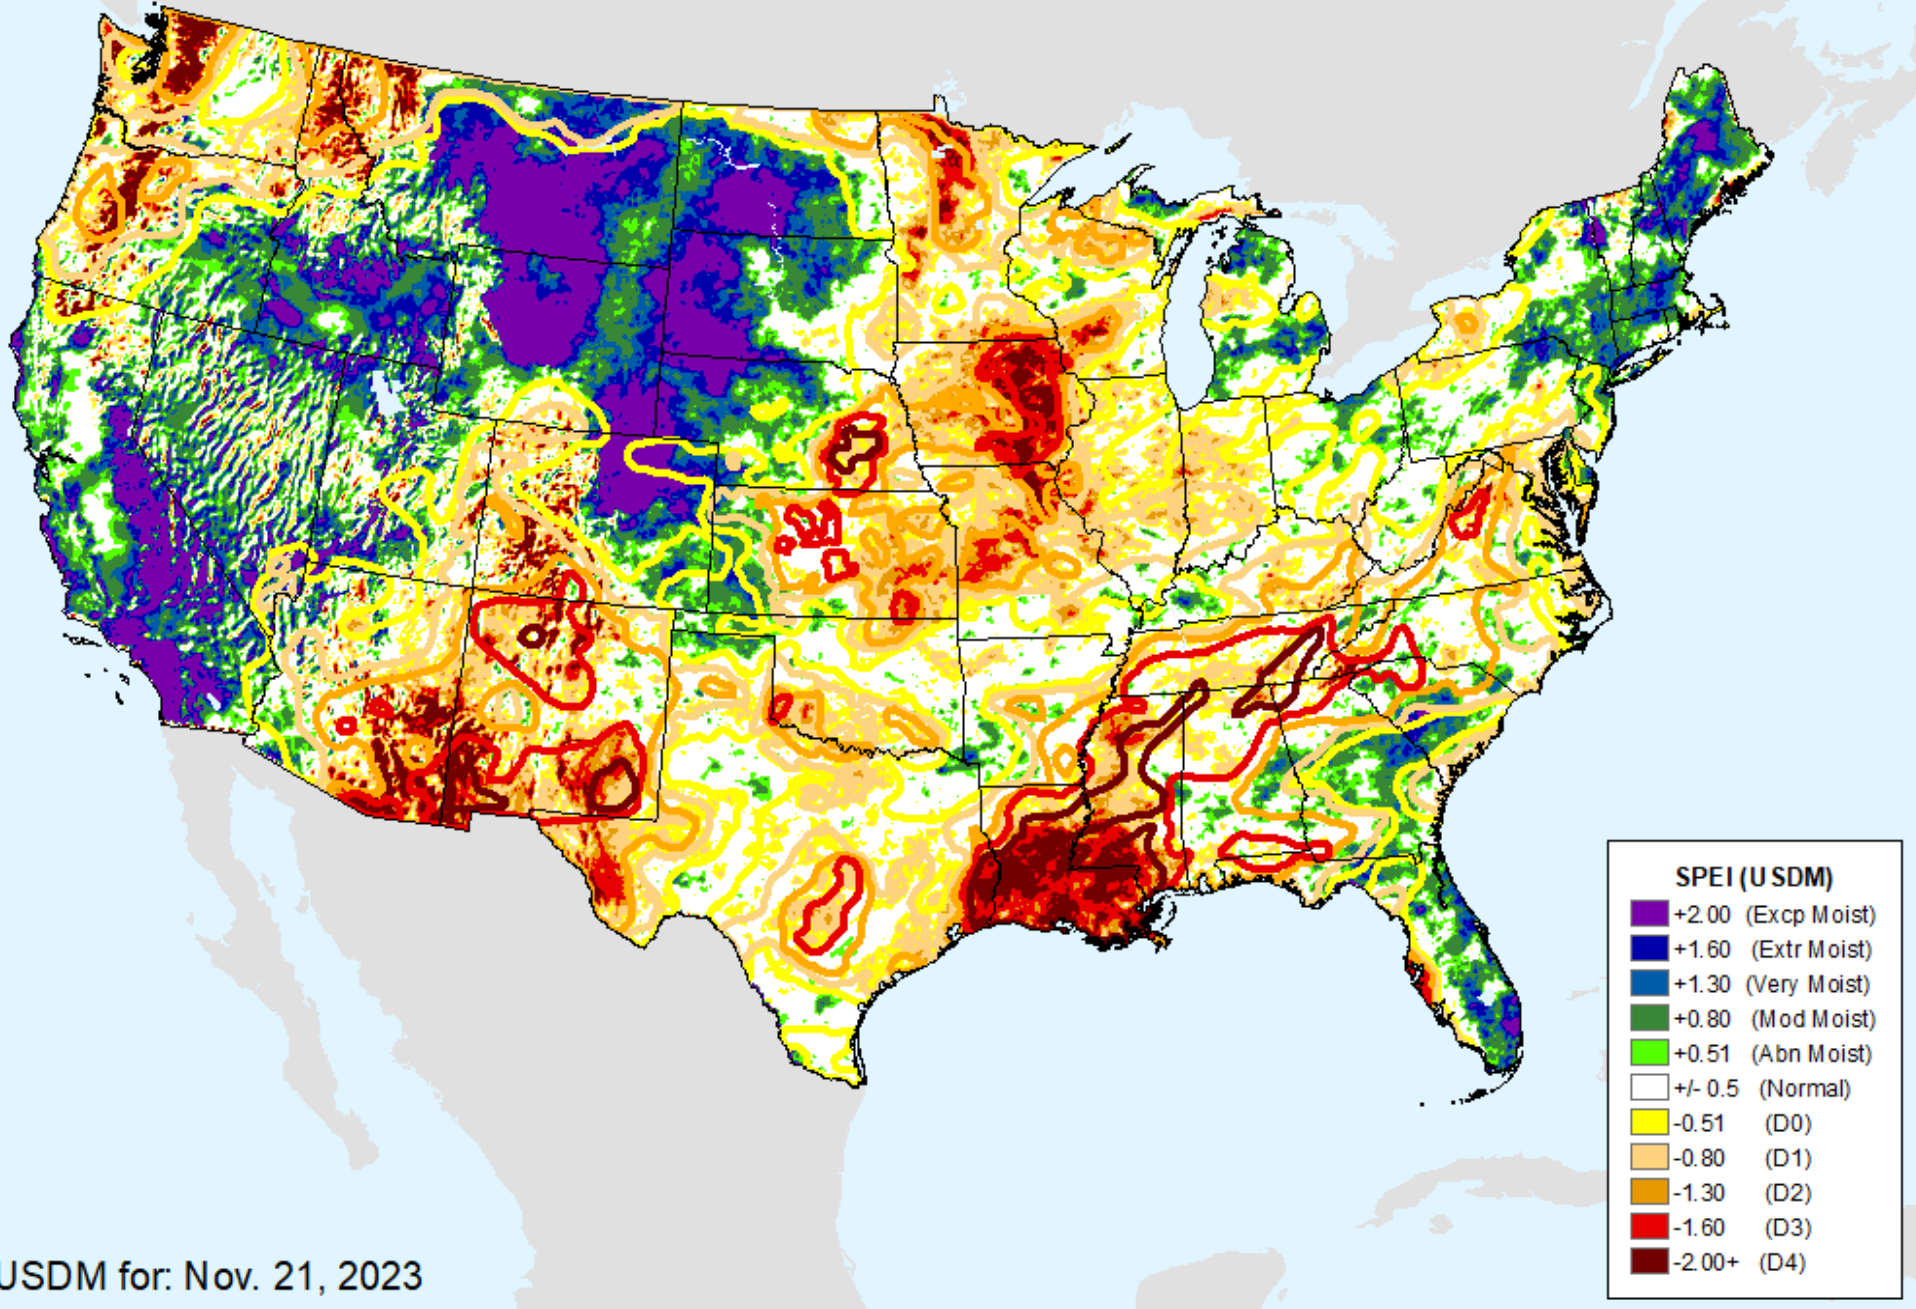 SPEI (USDM)
+2.00 (Excp Moist)
+1.60 (Extr Moist)
+1.30 (Very Moist)
+0.80 (Mod Moist)
+0.51 (Abn Moist)
+/- 0.5 (Normal)
-0.51 (D0)
-0.80 (D1)
-1.30 (D2)
-1.60 (D3)
-2.00+ (D4)
USDM for: Nov. 21, 2023